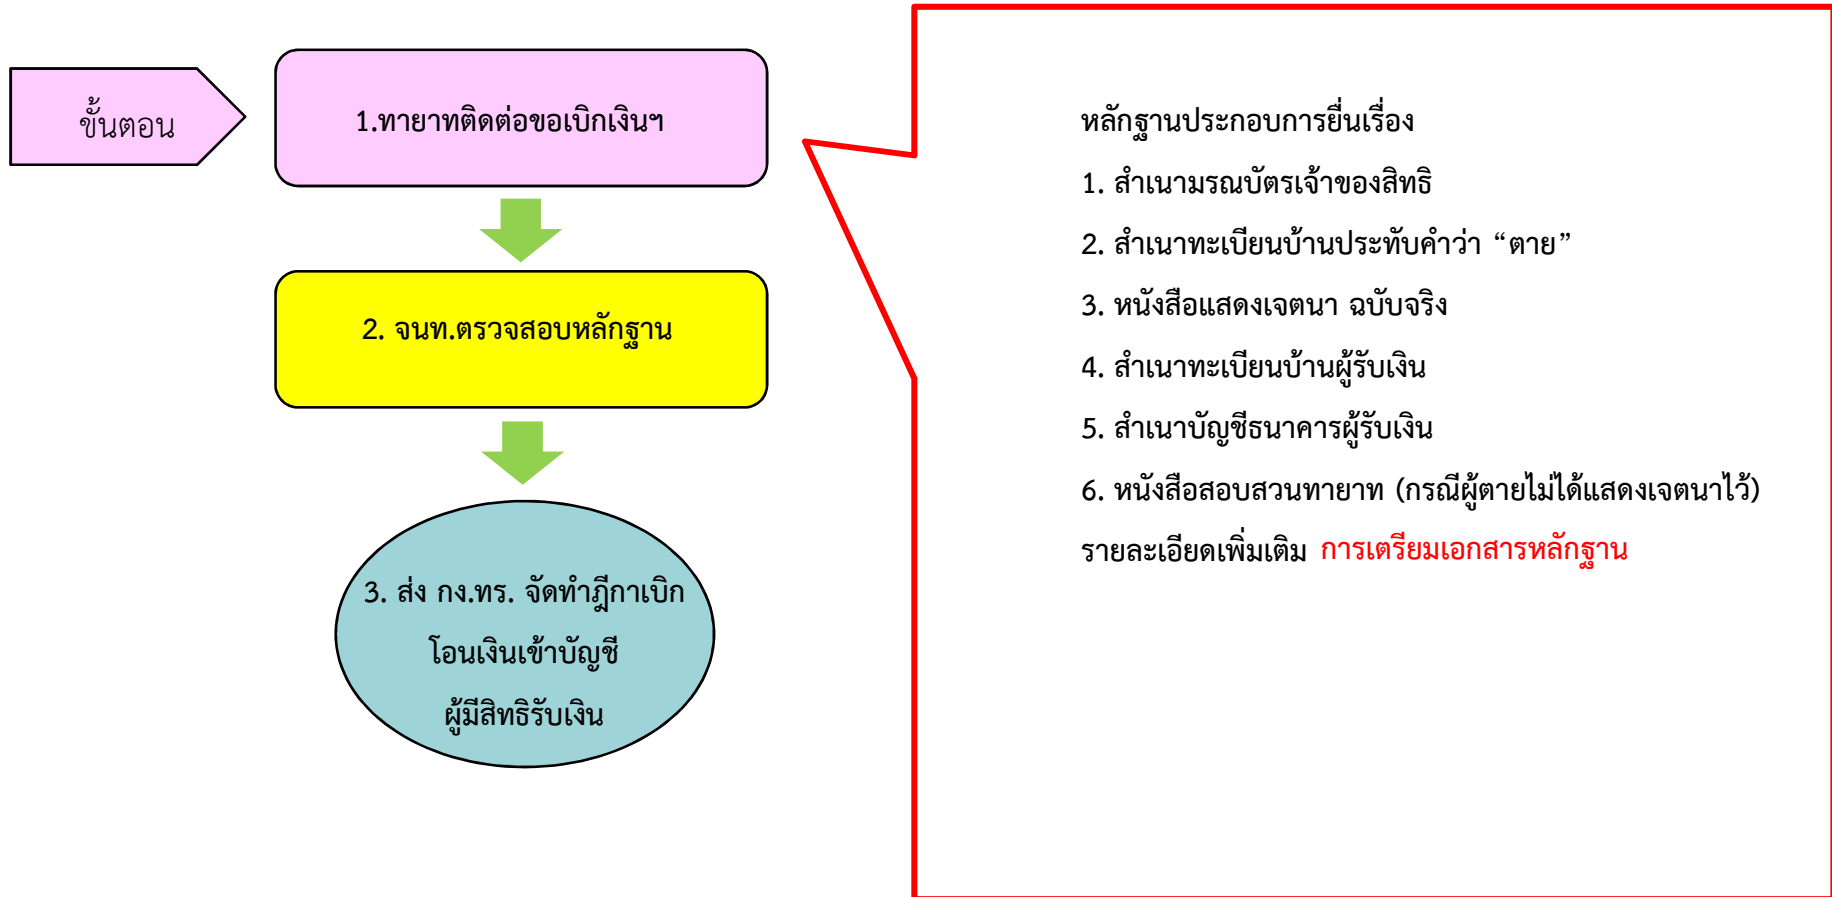 ขั้นตอน
1.ทายาทติดต่อขอเบิกเงินฯ
2. จนท.ตรวจสอบหลักฐาน
3. ส่ง กง.ทร. จัดทำฎีกาเบิก
โอนเงินเข้าบัญชี
ผู้มีสิทธิรับเงิน
หลักฐานประกอบการยื่นเรื่อง
1. สำเนามรณบัตรเจ้าของสิทธิ
2. สำเนาทะเบียนบ้านประทับคำว่า “ตาย”
3. หนังสือแสดงเจตนา ฉบับจริง
4. สำเนาทะเบียนบ้านผู้รับเงิน
5. สำเนาบัญชีธนาคารผู้รับเงิน
6. หนังสือสอบสวนทายาท (กรณีผู้ตายไม่ได้แสดงเจตนาไว้)
รายละเอียดเพิ่มเติม การเตรียมเอกสารหลักฐาน